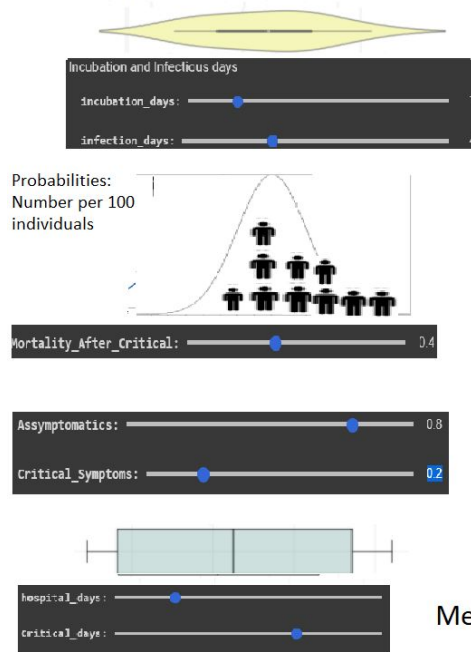 Incubation and Infectious days
incubation_days:
infection_days:
Probabilities:
Number per 100
individuals
Mortality_After_Critical: 0.4
Assymptomatics: 0.8
Critical_Symptoms: 0.2
hospital_days:
Critical_days:
Me